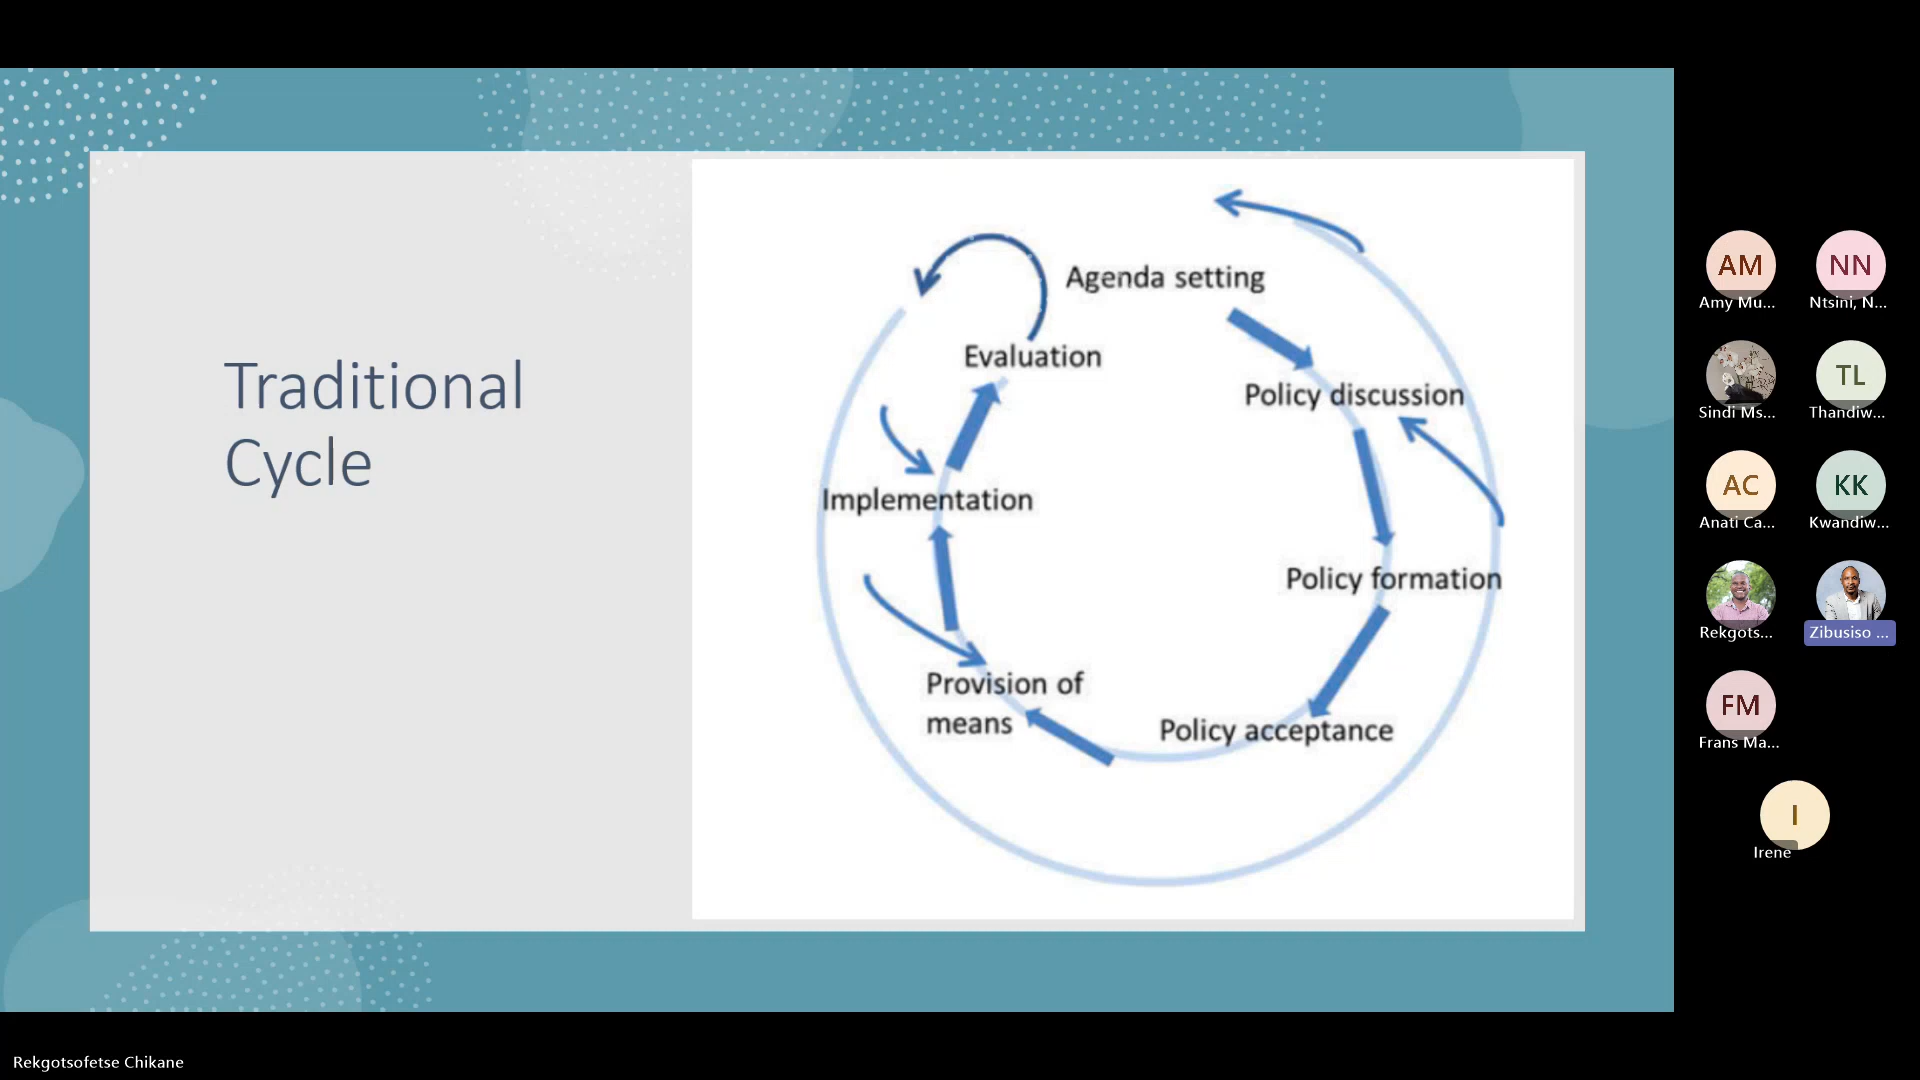 Traditional
Cycle
Agenda setting
Evaluation
Policy discussion
Implementation
Policy formation
Provision of
means
Policy acceptance
AM
NN
Amy Mu...
Ntsini, N...
TL
Sindi Ms...
Thandiw...
AC
KK
Anati Ca...
Kwandiw...
Rekgots...
Zibusiso ...
FM
Frans Ma...
I
Irene
Rekgotsofetse Chikane